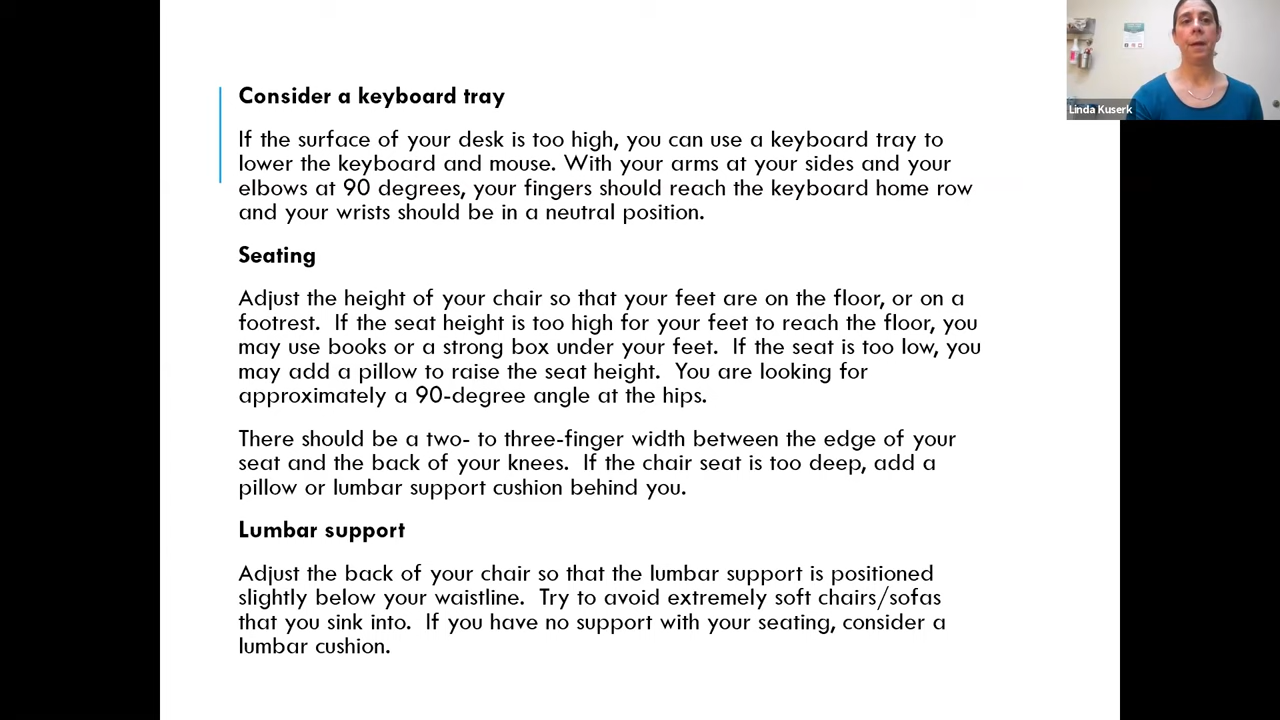 Consider a keyboard tray
If the surface of your desk is too high, you can use a keyboard tray to
lower the keyboard and mouse. With your arms at your sides and your
elbows at 90 degrees, your fingers should reach the keyboard home row
and your wrists should be in a neutral position.
Seating
Adjust the height of your chair so that your feet are on the floor, or on a
footrest.  If the seat height is too high for your feet to reach the floor, you
may use books or a strong box under your feet.  If the seat is too low, you
may add a pillow to raise the seat height.  You are looking for
approximately a 90-degree angle at the hips.
There should be a two- to three-finger width between the edge of your
seat and the back of your knees.  If the chair seat is too deep, add a
pillow or lumbar support cushion behind you.
Lumbar support
Adjust the back of your chair so that the lumbar support is positioned
slightly below your waistline.  Try to avoid extremely soft chairs/sofas
that you sink into.  If you have no support with your seating, consider a
lumbar cushion.
Linda Kuserk